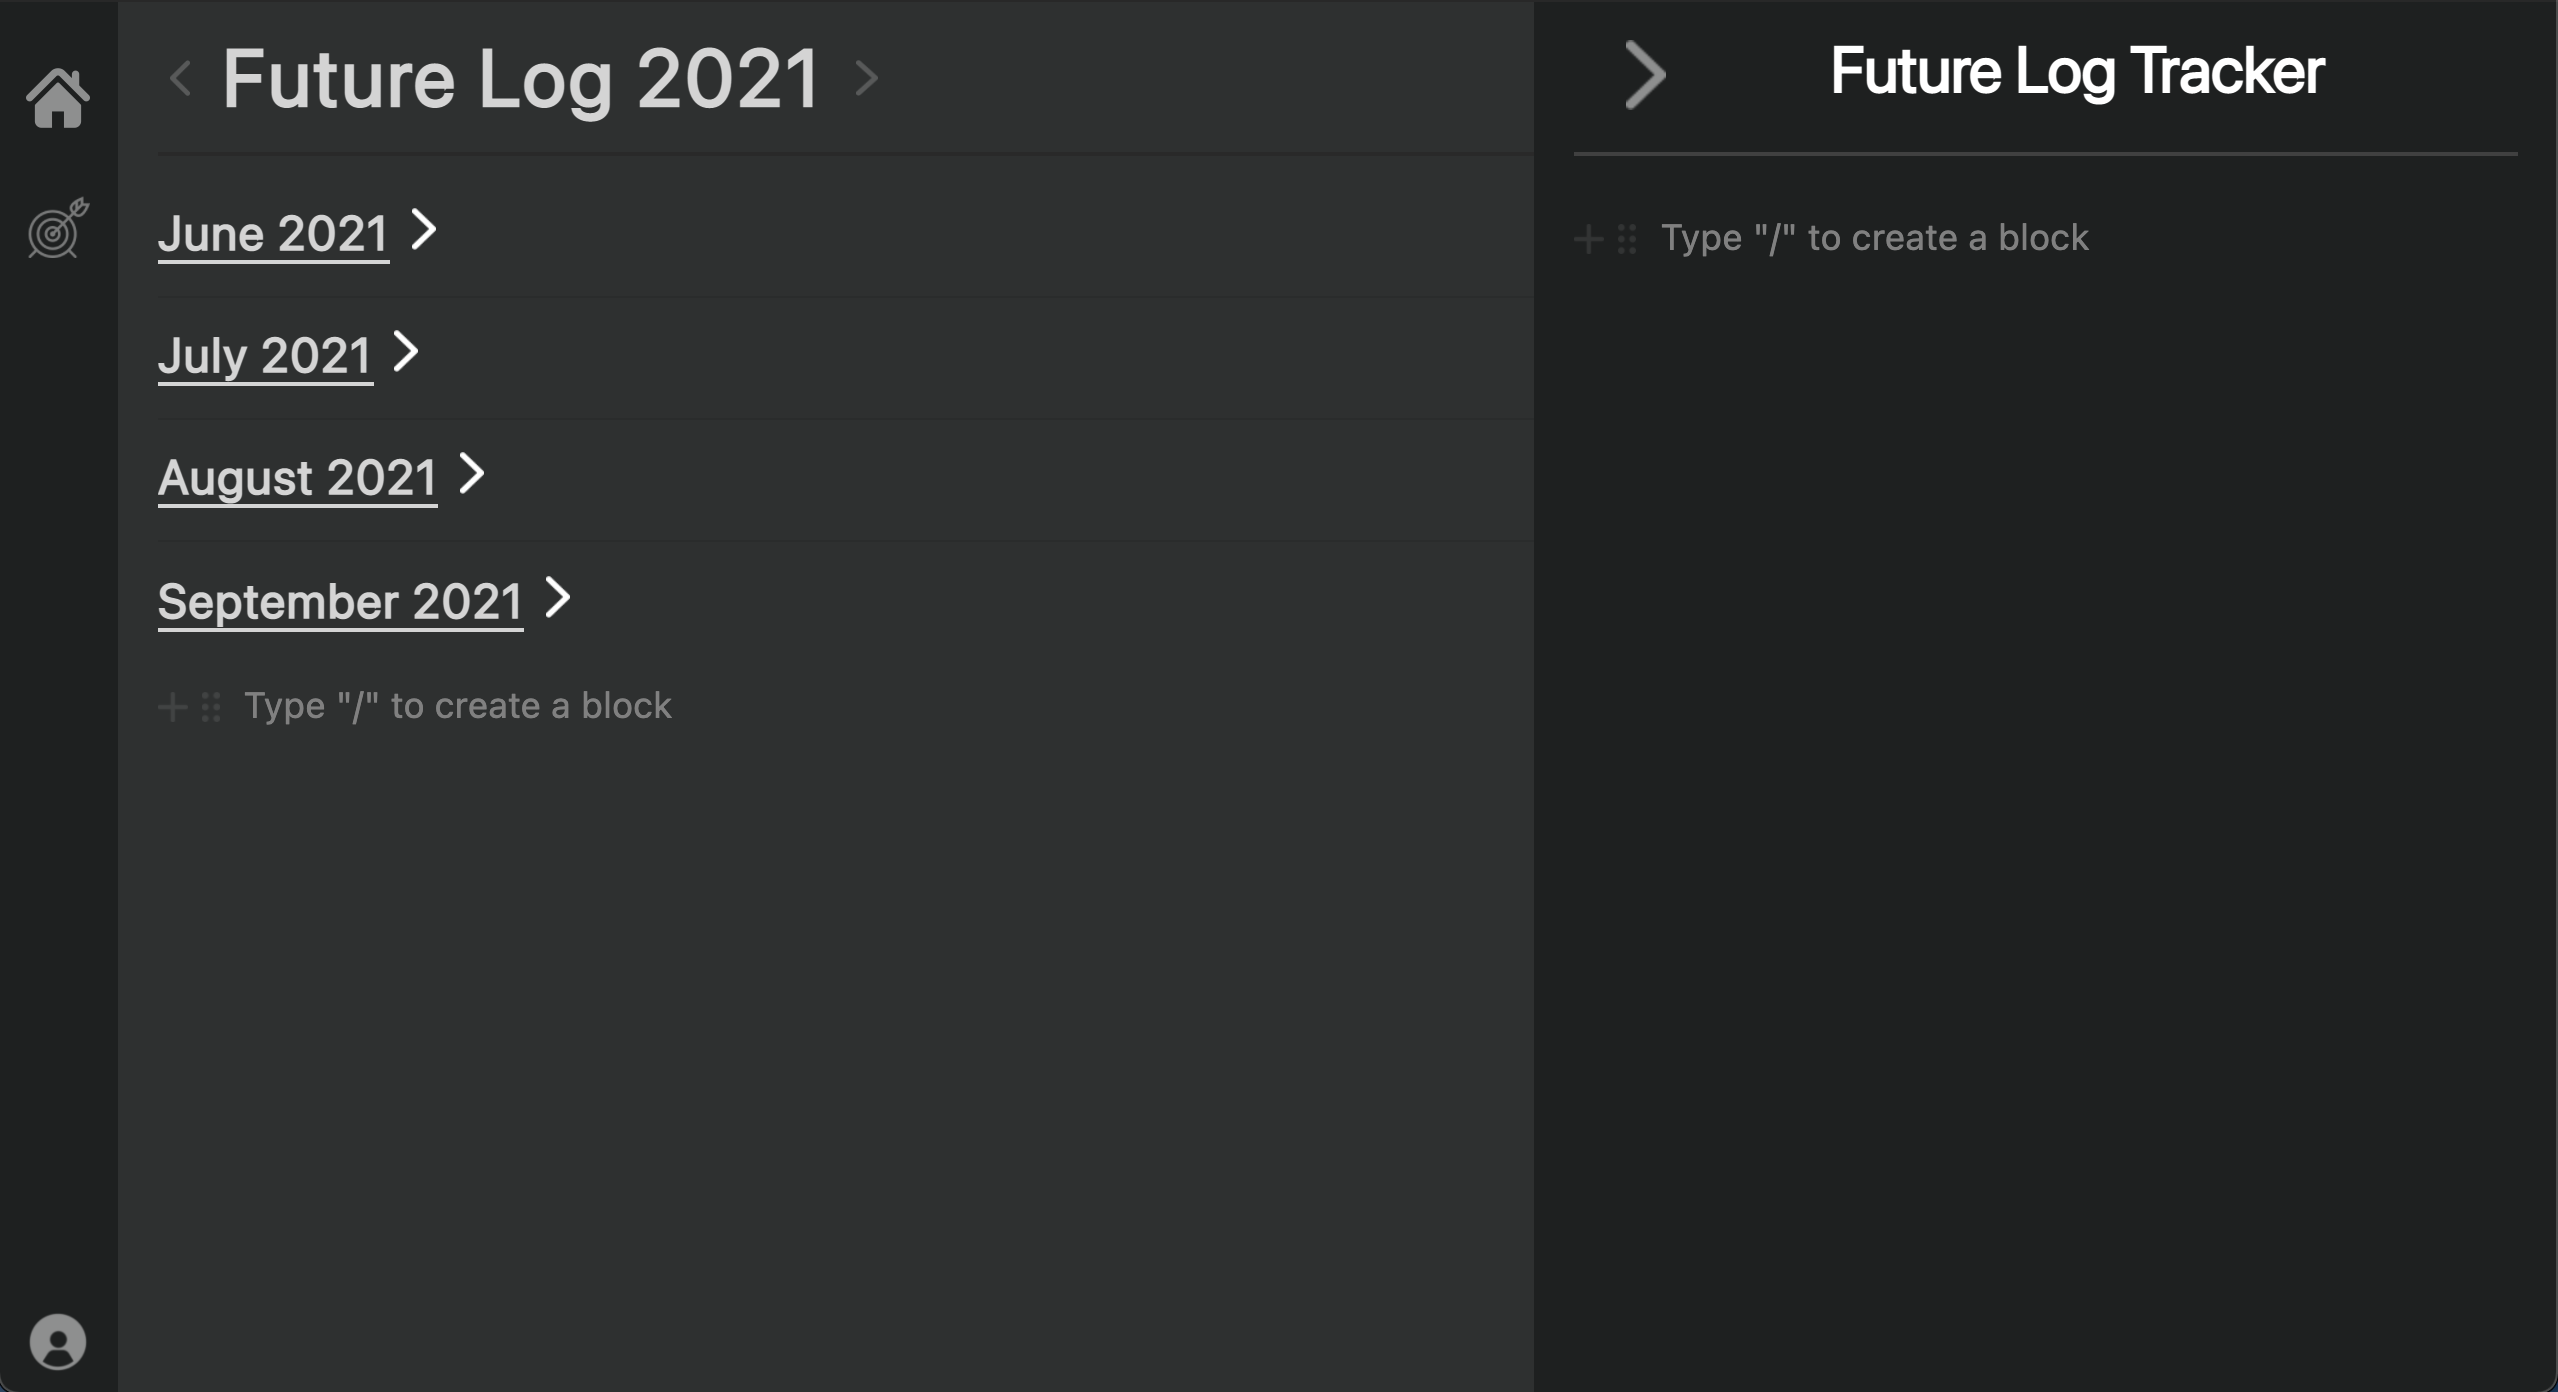 Future Log 2021
June 2021
July 2021
August 2021
September 2021
Type "/" to create a block
Future Log Tracker
Type "/" to create a block